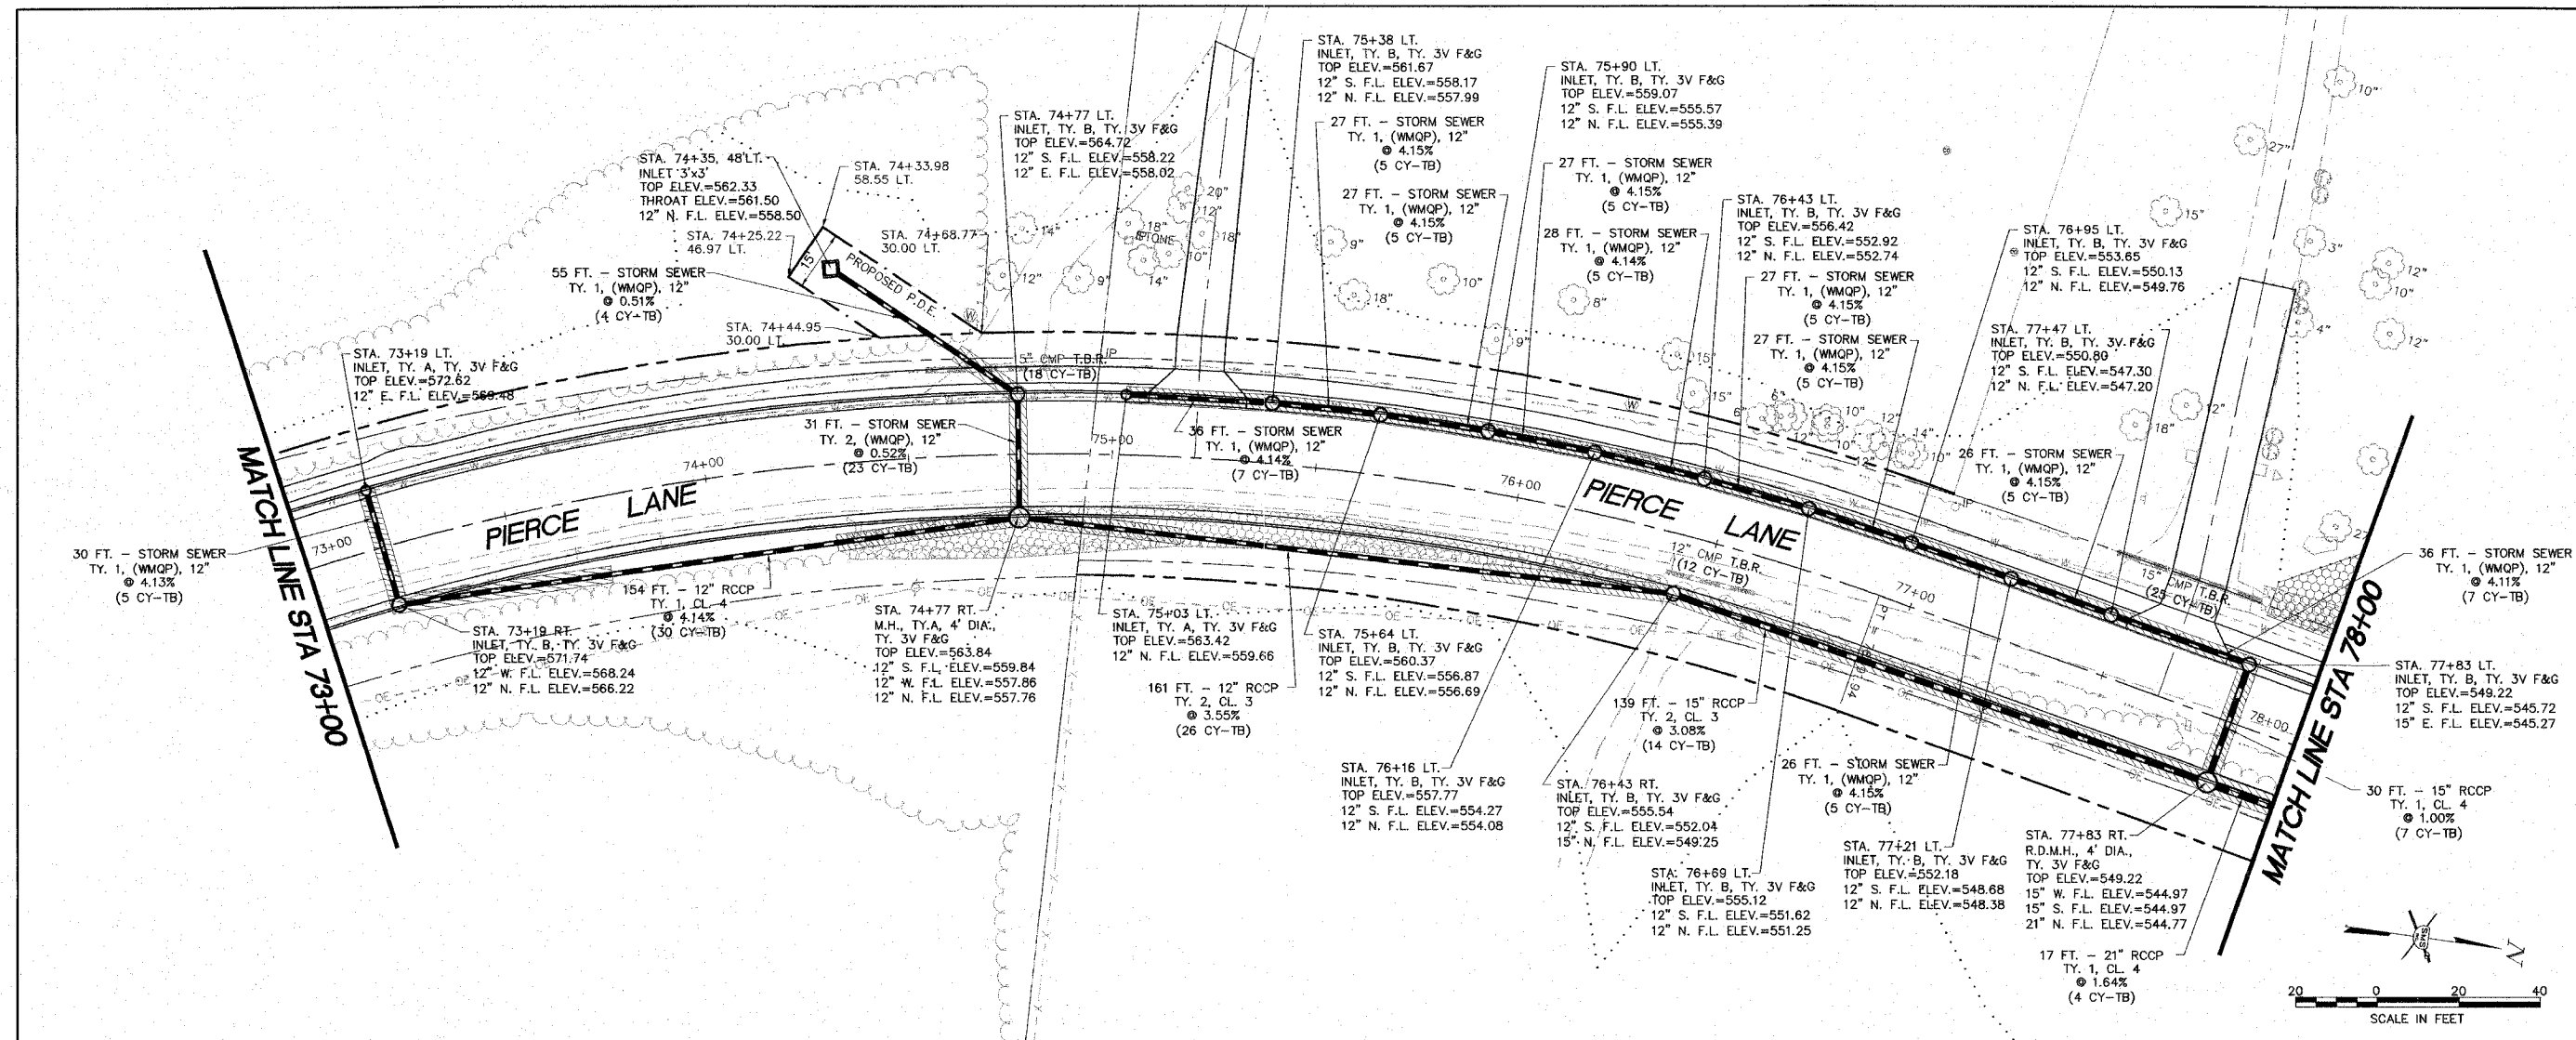 STA. 75+38 LT.
INLET, TY. B, TY. 3V F&G
TOP ELEV.=561.67
12" S. F.L. ELEV.=558.17
12" N. F.L. ELEV.=557.99
STA. 75+90 LT.
INLET, TY. B, TY. 3V F&G
TOP ELEV.=559.07
12" S. F.L. ELEV.=555.57
12" N. F.L. ELEV.=555.39
STA. 74+77 LT.
INLET, TY. B, TY. 3V F&G
TOP ELEV.=564.72
12" S. F.L. ELEV.=558.22
12" E. F.L. ELEV.=558.02
27 FT. - STORM SEWER
TY. 1, (WMQP), 12"
@ 4.15%
(5 CY-TB)
STA. 74+35, 48'LT.
INLET 3'x3'
TOP ELEV.=562.33
THROAT ELEV.=561.50
12" N. F.L. ELEV.=558.50
STA. 74+33.98
58.55 LT.
27 FT. - STORM SEWER
TY. 1, (WMQP), 12"
@ 4.15%
(5 CY-TB)
27 FT. - STORM SEWER
TY. 1, (WMQP), 12"
@ 4.15%
(5 CY-TB)
STA. 76+43 LT.
INLET, TY. B, TY. 3V F&G
TOP ELEV.=556.42
12" S. F.L. ELEV.=552.92
12" N. F.L. ELEV.=552.74
STA. 74+25.22
46.97 LT.
STA. 74+68.77
30.00 LT.
28 FT. - STORM SEWER
TY. 1, (WMQP), 12"
@ 4.14%
(5 CY-TB)
STA. 76+95 LT.
INLET, TY. B, TY. 3V F&G
TOP ELEV.=553.65
12" S. F.L. ELEV.=550.13
12" N. F.L. ELEV.=549.76
15'
PROPOSED P.D.E.
55 FT. - STORM SEWER
TY. 1, (WMQP), 12"
@ 0.51%
(4 CY-TB)
27 FT. - STORM SEWER
TY. 1, (WMQP), 12"
@ 4.15%
(5 CY-TB)
STA. 74+44.95
30.00 LT.
27 FT. - STORM SEWER
TY. 1, (WMQP), 12"
@ 4.15%
(5 CY-TB)
STA. 77+47 LT.
INLET, TY. B, TY. 3V F&G
TOP ELEV.=550.80
12" S. F.L. ELEV.=547.30
12" N. F.L. ELEV.=547.20
STA. 73+19 LT.
INLET, TY. A, TY. 3V F&G
TOP ELEV.=572.62
12" E. F.L. ELEV.=569.48
5" CMP T.B.R.
(18 CY-TB)
STONE
31 FT. - STORM SEWER
TY. 2, (WMQP), 12"
@ 0.52%
(23 CY-TB)
36 FT. - STORM SEWER
TY. 1, (WMQP), 12"
@ 4.14%
(7 CY-TB)
26 FT. - STORM SEWER
TY. 1, (WMQP), 12"
@ 4.15%
(5 CY-TB)
MATCH LINE STA 73+00
73+00
PIERCE LANE
74+00
75+00
76+00
PIERCE LANE
77+00
78+00
MATCH LINE STA 78+00
30 FT. - STORM SEWER
TY. 1, (WMQP), 12"
@ 4.13%
(5 CY-TB)
12" CMP T.B.R.
(12 CY-TB)
15" CMP T.B.R.
(25 CY-TB)
36 FT. - STORM SEWER
TY. 1, (WMQP), 12"
@ 4.11%
(7 CY-TB)
154 FT. - 12" RCCP
TY. 1, CL. 4
@ 4.14%
(30 CY-TB)
STA. 73+19 RT.
INLET, TY. B, TY. 3V F&G
TOP ELEV.=571.74
12" W. F.L. ELEV.=568.24
12" N. F.L. ELEV.=566.22
STA. 74+77 RT.
M.H., TY.A, 4' DIA.,
TY. 3V F&G
TOP ELEV.=563.84
12" S. F.L. ELEV.=559.84
12" W. F.L. ELEV.=557.86
12" N. F.L. ELEV.=557.76
STA. 75+03 LT.
INLET, TY. A, TY. 3V F&G
TOP ELEV.=563.42
12" N. F.L. ELEV.=559.66
161 FT. - 12" RCCP
TY. 2, CL. 3
@ 3.55%
(26 CY-TB)
STA. 75+64 LT.
INLET, TY. B, TY. 3V F&G
TOP ELEV.=560.37
12" S. F.L. ELEV.=556.87
12" N. F.L. ELEV.=556.69
139 FT. - 15" RCCP
TY. 2, CL. 3
@ 3.08%
(14 CY-TB)
STA. 77+83 LT.
INLET, TY. B, TY. 3V F&G
TOP ELEV.=549.22
12" S. F.L. ELEV.=545.72
15" E. F.L. ELEV.=545.27
STA. 76+16 LT.
INLET, TY. B, TY. 3V F&G
TOP ELEV.=557.77
12" S. F.L. ELEV.=554.27
12" N. F.L. ELEV.=554.08
STA. 76+43 RT.
INLET, TY. B, TY. 3V F&G
TOP ELEV.=555.54
12" S. F.L. ELEV.=552.04
15" N. F.L. ELEV.=549.25
26 FT. - STORM SEWER
TY. 1, (WMQP), 12"
@ 4.15%
(5 CY-TB)
30 FT. - 15" RCCP
TY. 1, CL. 4
@ 1.00%
(7 CY-TB)
STA. 76+69 LT.
INLET, TY. B, TY. 3V F&G
TOP ELEV.=555.12
12" S. F.L. ELEV.=551.62
12" N. F.L. ELEV.=551.25
STA. 77+21 LT.
INLET, TY. B, TY. 3V F&G
TOP ELEV.=552.18
12" S. F.L. ELEV.=548.68
12" N. F.L. ELEV.=548.38
STA. 77+83 RT.
R.D.M.H., 4' DIA.,
TY. 3V F&G
TOP ELEV.=549.22
15" W. F.L. ELEV.=544.97
15" S. F.L. ELEV.=544.97
21" N. F.L. ELEV.=544.77
17 FT. - 21" RCCP
TY. 1, CL. 4
@ 1.64%
(4 CY-TB)
N
20 0 20 40
SCALE IN FEET